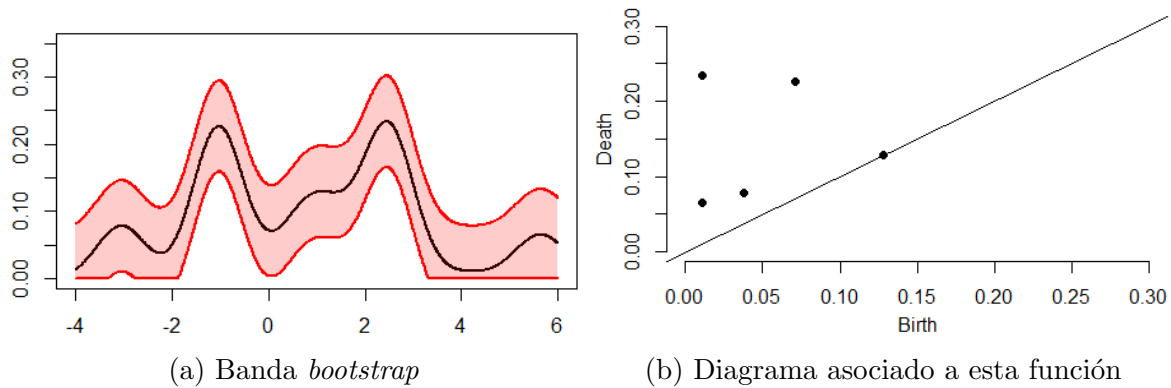 0.00 0.10 0.20 0.30
-4 -2 0 2 4 6
(a) Banda bootstrap
Death
0.00 0.10 0.20 0.30
0.00 0.05 0.10 0.15 0.20 0.25 0.30
Birth
(b) Diagrama asociado a esta función